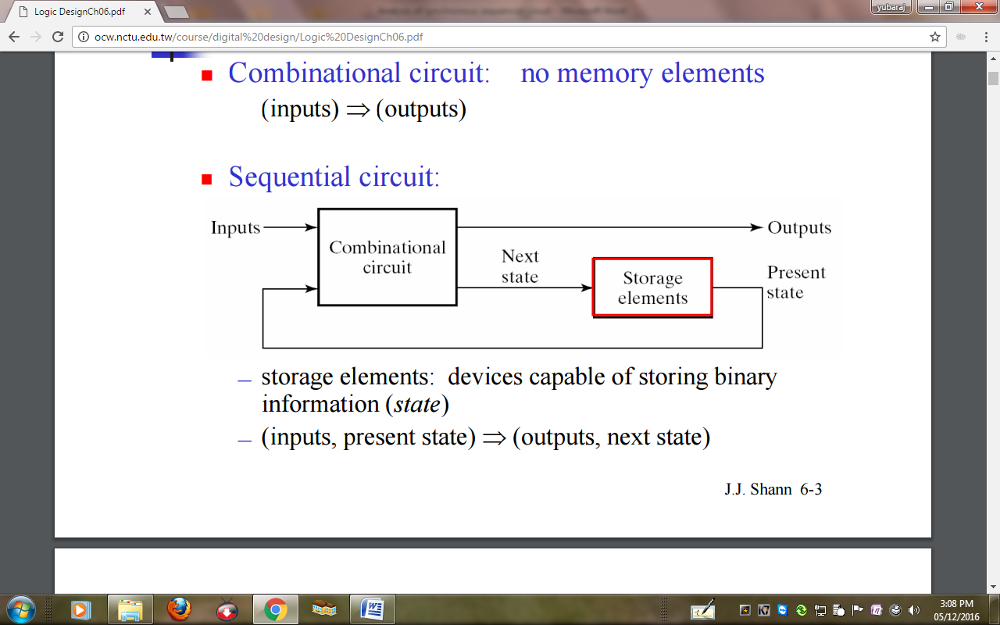 Logic DesignCh06.pdf
yubaraj
ocw.nctu.edu.tw/course/digital%20design/Logic%20DesignCh06.pdf
Combinational circuit: no memory elements
(inputs) ⇒ (outputs)
Sequential circuit:
Inputs
Outputs
Combinational
circuit
Next
state
Storage
elements
Present
state
– storage elements: devices capable of storing binary
information (state)
– (inputs, present state) ⇒ (outputs, next state)
J.J. Shann 6-3
3:08 PM
05/12/2016